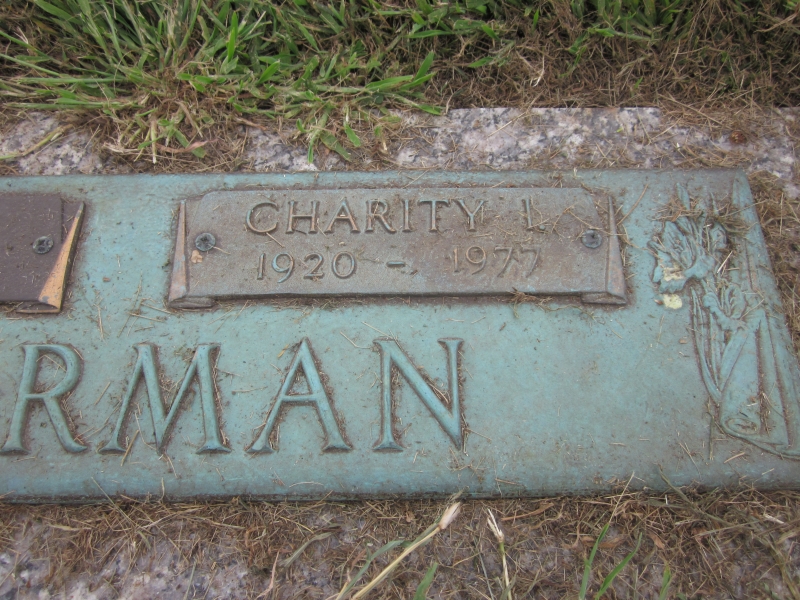 CHARITY I.
1920 - 1977
RMAN